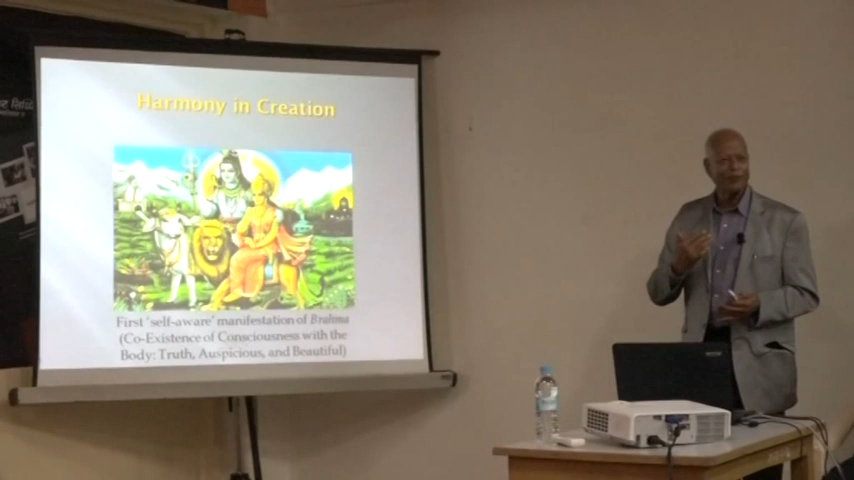 Harmony in Creation
First 'self-aware' manifestation of Brahma
(Co-Existence of Consciousness with the
Body: Truth, Auspicious, and Beautiful)